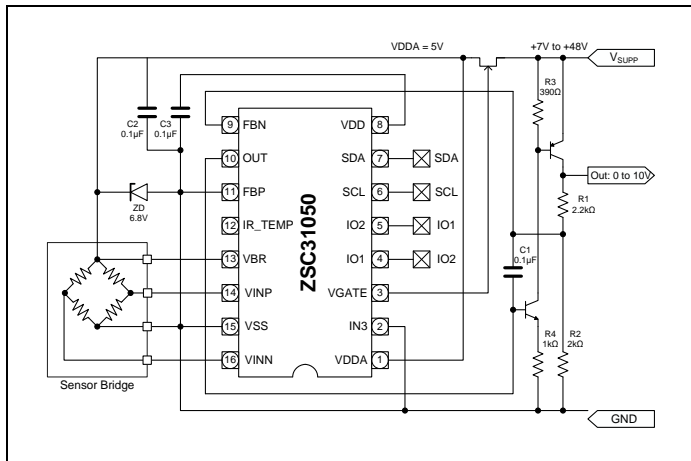 VDDA = 5V
+7V to +48V
VSUPP
R3
390Ω
C2
0.1µF
C3
0.1µF
9 FBN
VDD 8
10 OUT
SDA 7 SDA
Out: 0 to 10V
11 FBP
SCL 6 SCL
R1
2.2kΩ
ZD
6.8V
12 IR_TEMP
IO2 5 IO1
ZSC31050
13 VBR
IO1 4 IO2
C1
0.1µF
14 VINP
VGATE 3
15 VSS
IN3 2
R4
1kΩ
R2
2kΩ
16 VINN
VDDA 1
Sensor Bridge
GND